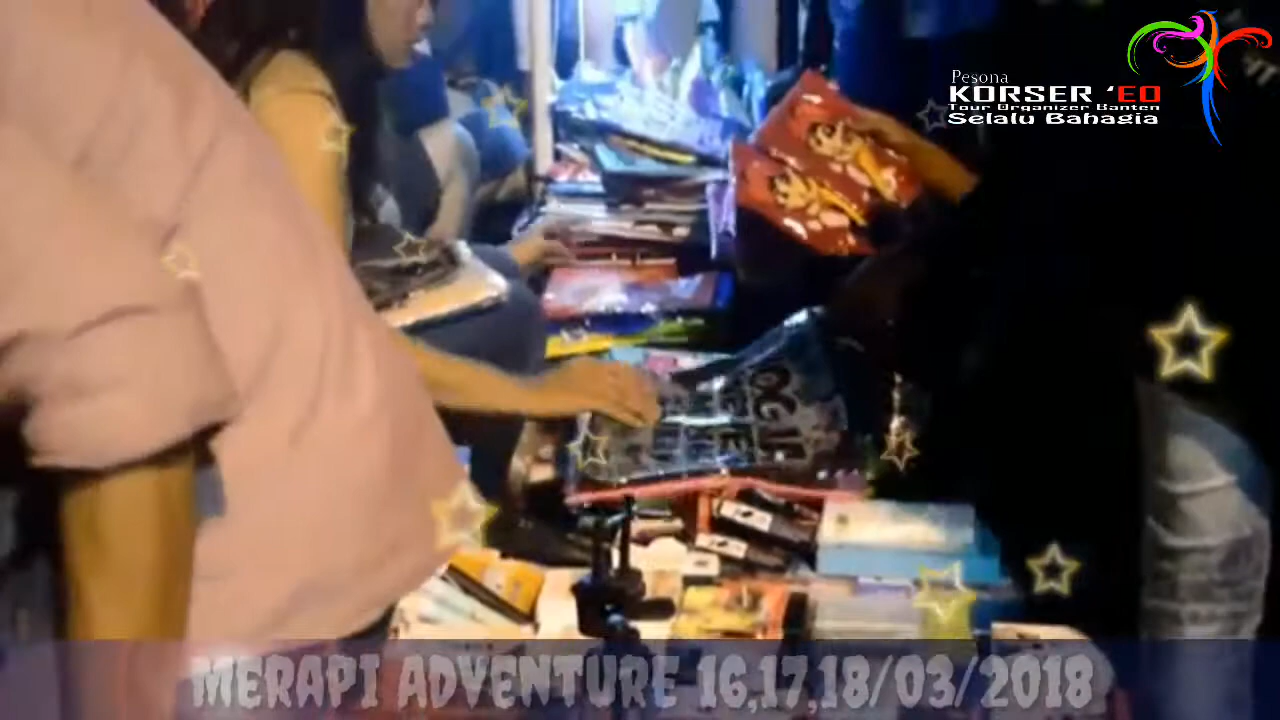 Pesona
KORSER 'EO
Tour Organizer Banten
Selalu Bahagia
MERAPI ADVENTURE 16,17,18/03/2018